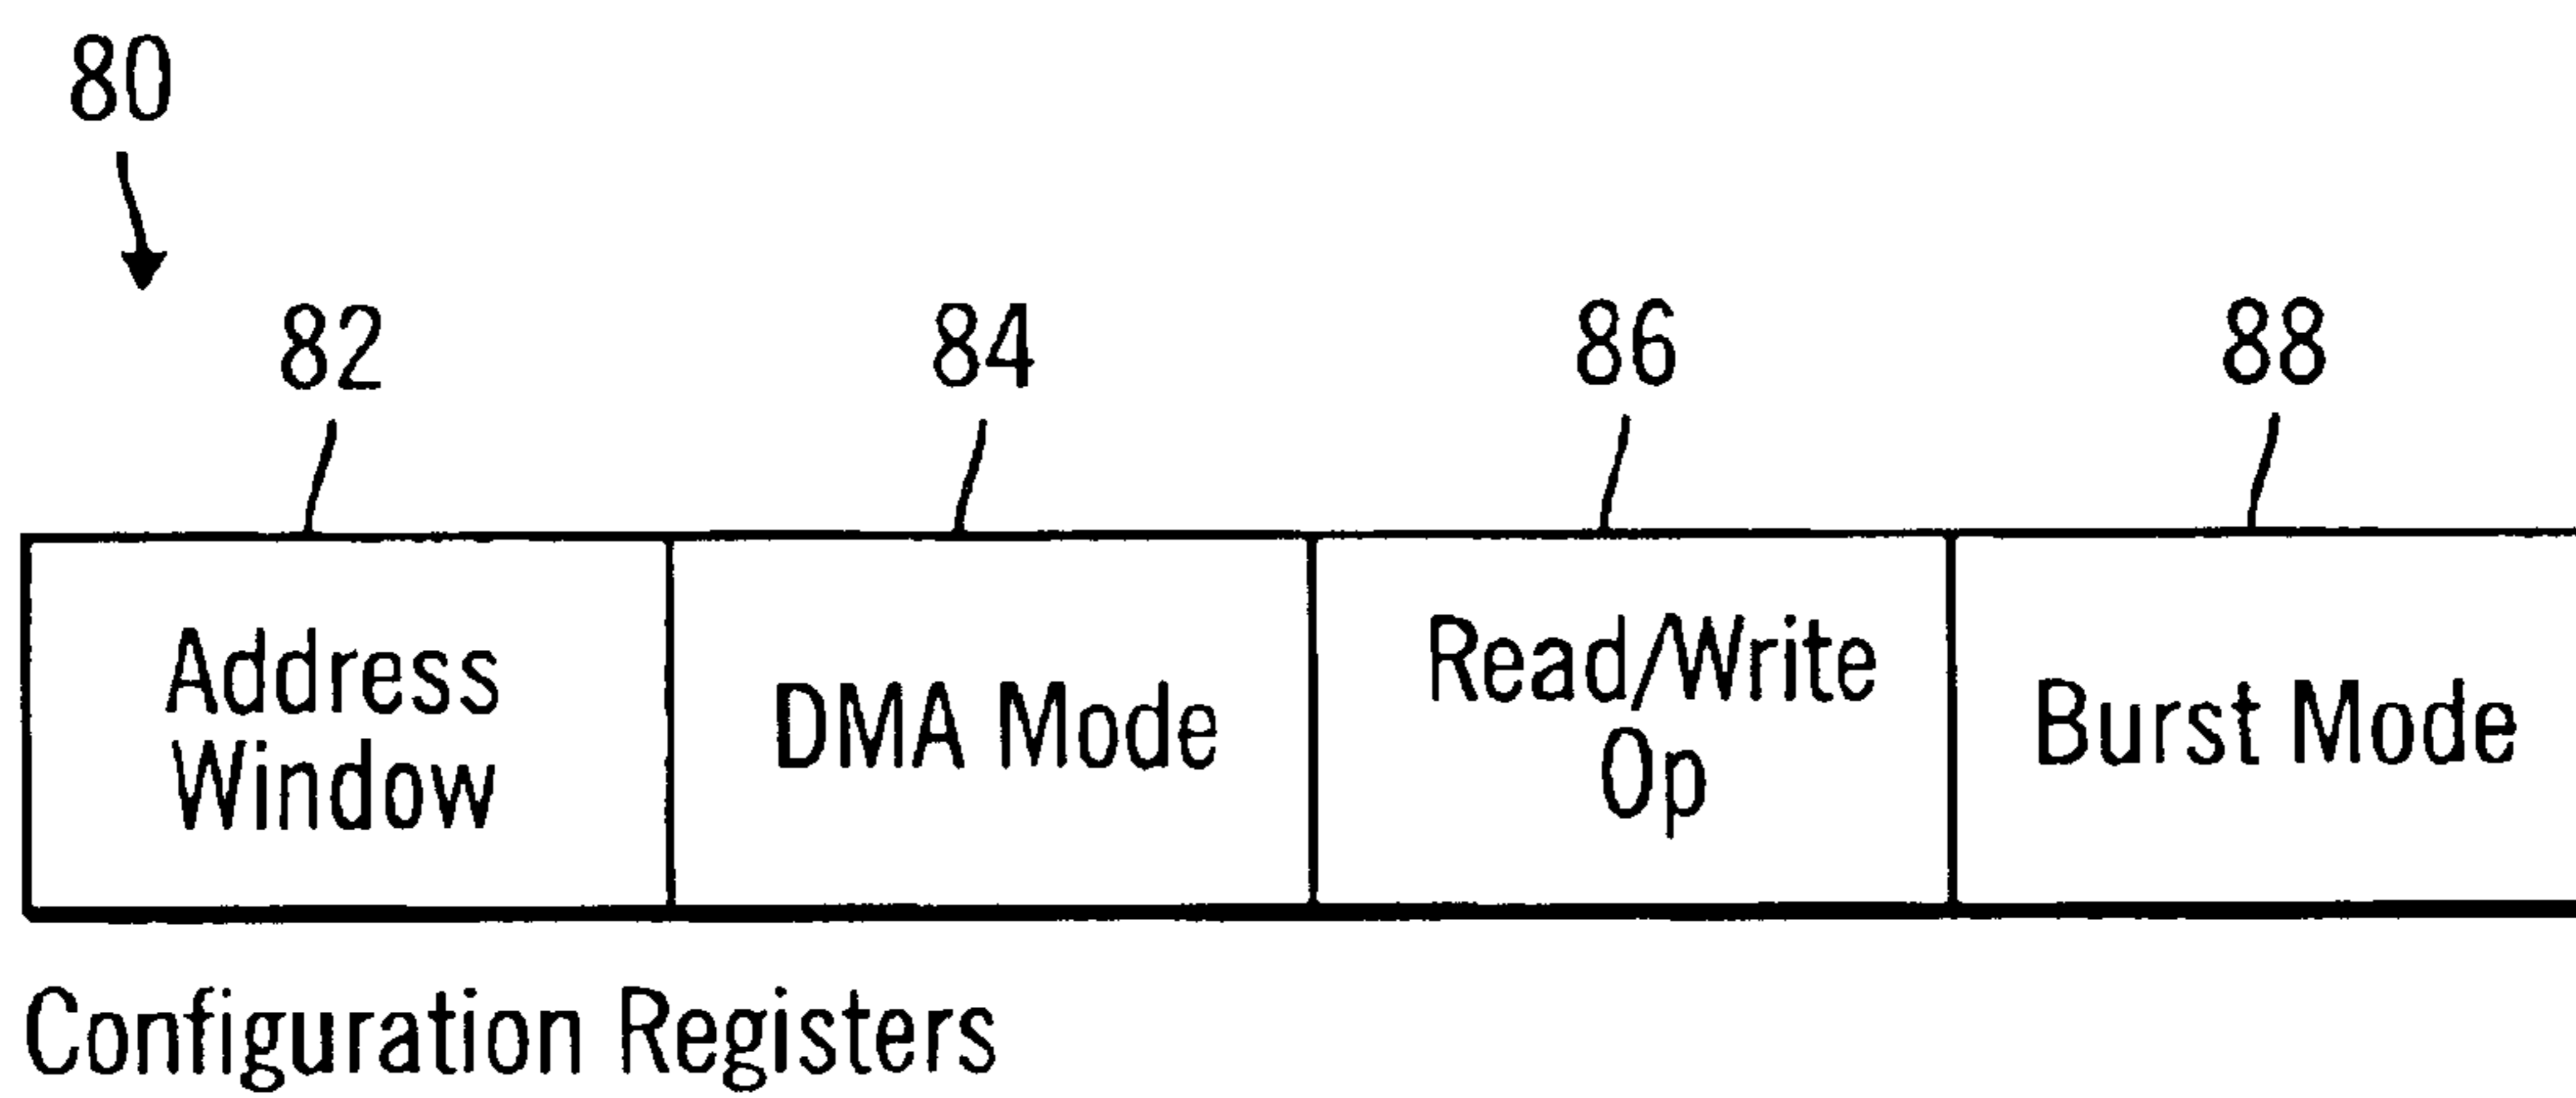 80
82 84 86 88
Address
Window
DMA Mode
Read/Write
Op
Burst Mode
Configuration Registers